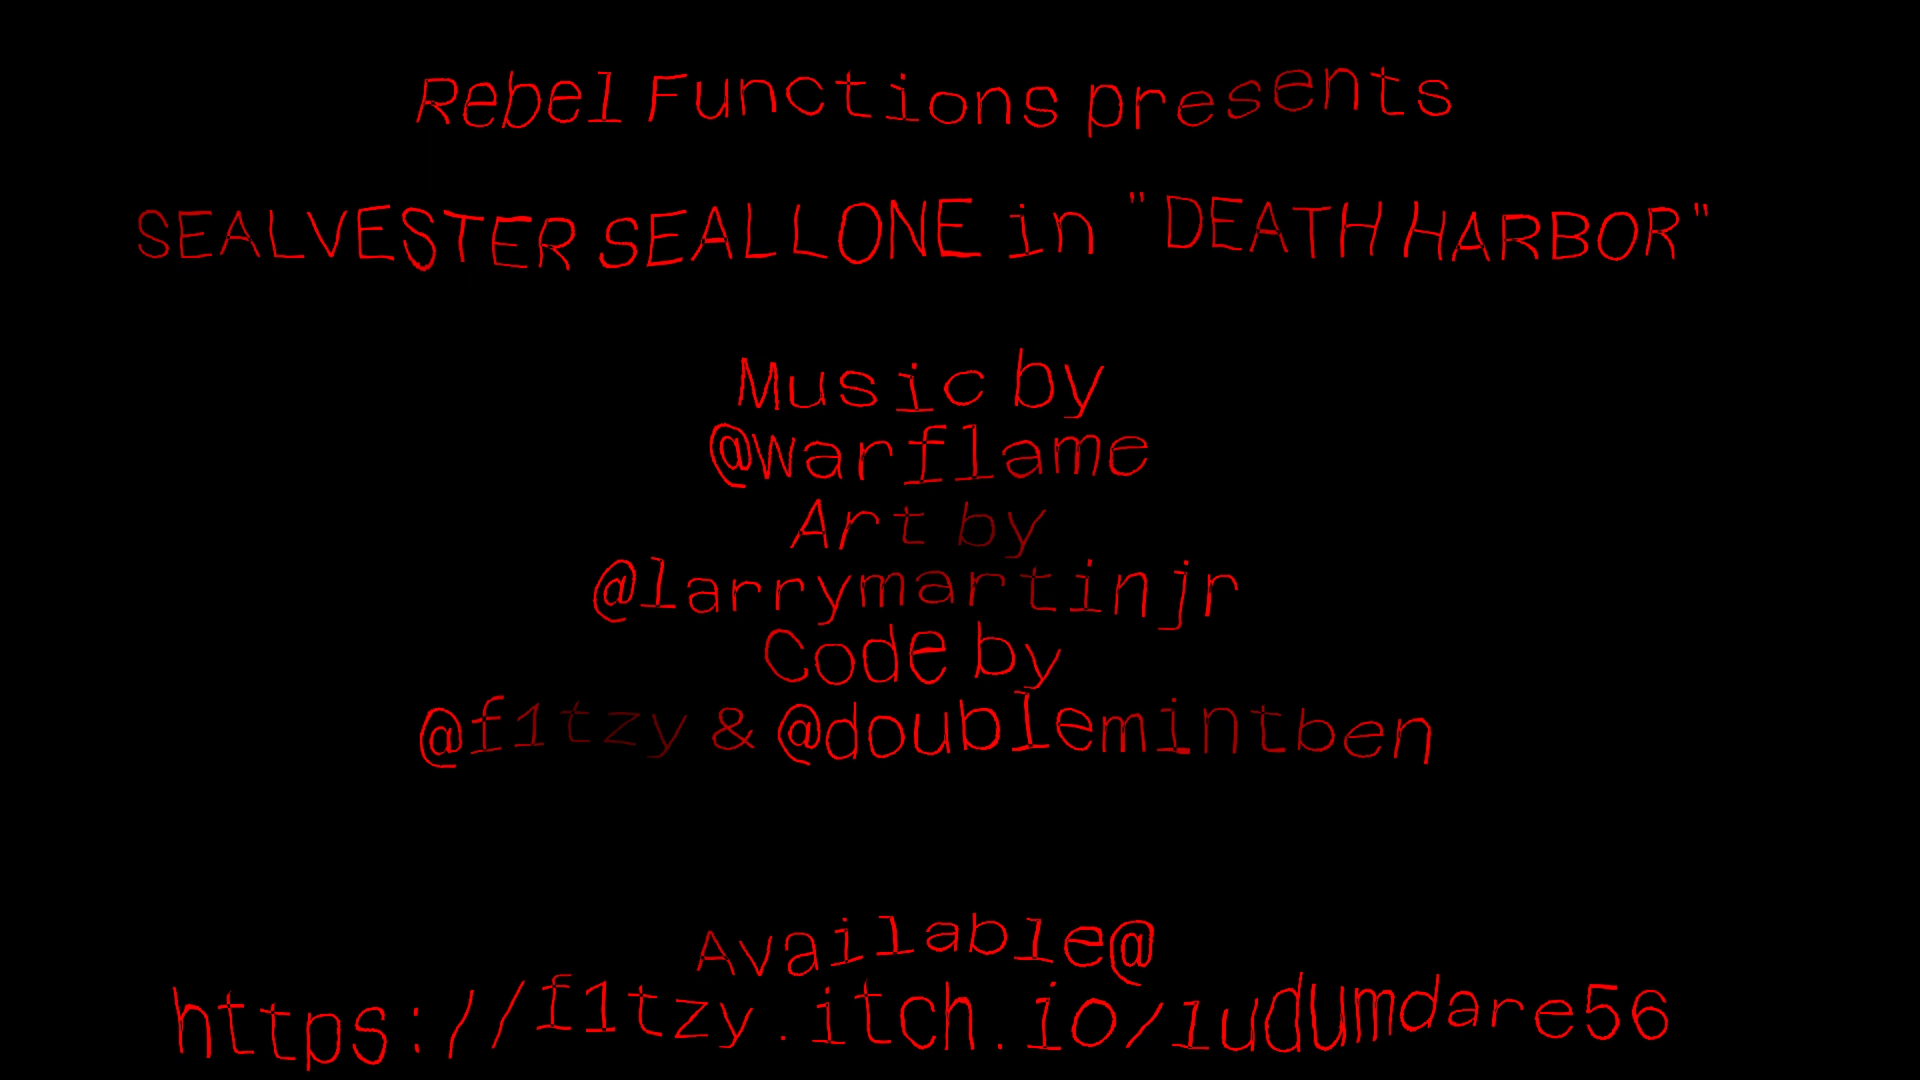 Rebel Functions presents
SEALVESTER SEALLONE in "DEATH HARBOR"
Music by
@warflame
Art by
@larrymartinjr
Code by
@f1tzy & @doublemintben
Available@
https://f1tzy.itch.io/ludumdare56